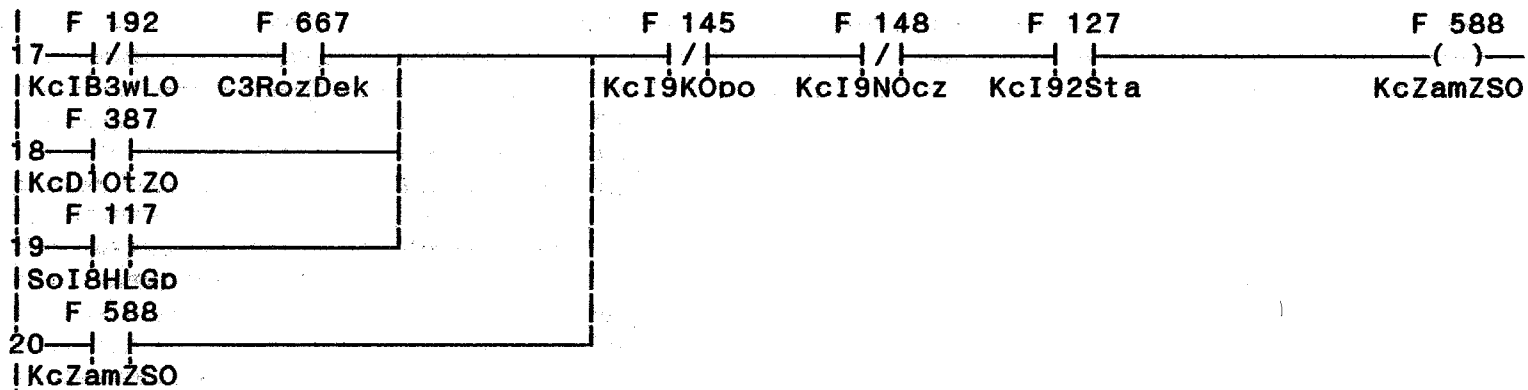 F 192 F 667 F 145 F 148 F 127 F 588
17
KcIB3wLO C3RozDek KcI9KOpo KcI9NOcz KcI92Sta KcZamZSO
F 387
18
KcDlOtZO
F 117
19
SoI8HLGp
F 588
20
KcZamZSO